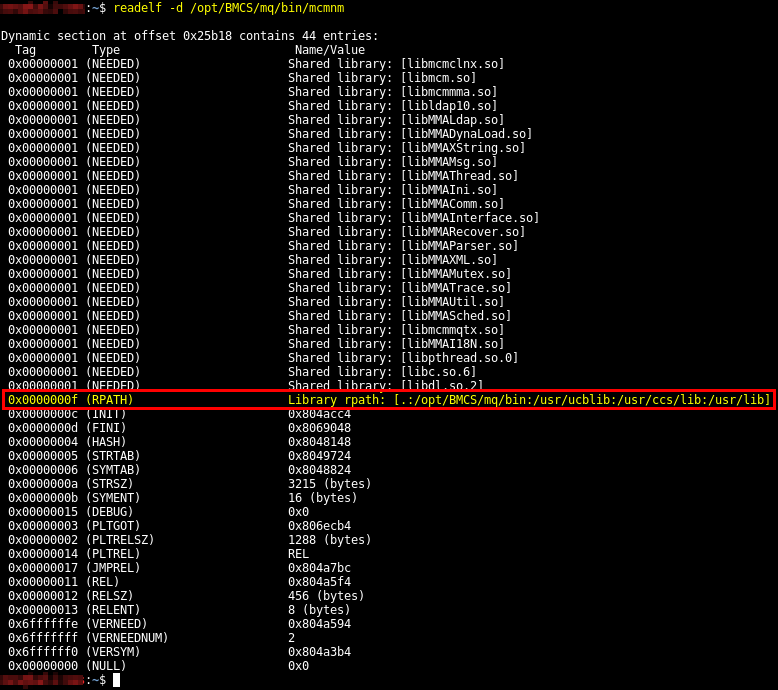 :~$ readelf -d /opt/BMCS/mq/bin/mcmnm
Dynamic section at offset 0x25b18 contains 44 entries:
Tag Type Name/Value
0x00000001 (NEEDED) Shared library: [libmcmclnx.so]
0x00000001 (NEEDED) Shared library: [libmcm.so]
0x00000001 (NEEDED) Shared library: [libmcmmma.so]
0x00000001 (NEEDED) Shared library: [libldap10.so]
0x00000001 (NEEDED) Shared library: [libMMALdap.so]
0x00000001 (NEEDED) Shared library: [libMMADynaLoad.so]
0x00000001 (NEEDED) Shared library: [libMMAXString.so]
0x00000001 (NEEDED) Shared library: [libMMAMsg.so]
0x00000001 (NEEDED) Shared library: [libMMAThread.so]
0x00000001 (NEEDED) Shared library: [libMMAIni.so]
0x00000001 (NEEDED) Shared library: [libMMAComm.so]
0x00000001 (NEEDED) Shared library: [libMMAInterface.so]
0x00000001 (NEEDED) Shared library: [libMMARecover.so]
0x00000001 (NEEDED) Shared library: [libMMAParser.so]
0x00000001 (NEEDED) Shared library: [libMMAXML.so]
0x00000001 (NEEDED) Shared library: [libMMAMutex.so]
0x00000001 (NEEDED) Shared library: [libMMATrace.so]
0x00000001 (NEEDED) Shared library: [libMMAUtil.so]
0x00000001 (NEEDED) Shared library: [libMMASched.so]
0x00000001 (NEEDED) Shared library: [libmcmmqtx.so]
0x00000001 (NEEDED) Shared library: [libMMAI18N.so]
0x00000001 (NEEDED) Shared library: [libpthread.so.0]
0x00000001 (NEEDED) Shared library: [libc.so.6]
0x00000001 (NEEDED) Shared library: [libdl.so.2]
0x0000000f (RPATH) Library rpath: [.:/opt/BMCS/mq/bin:/usr/ucblib:/usr/ccs/lib:/usr/lib]
0x0000000c (INIT) 0x804acc4
0x0000000d (FINI) 0x8069048
0x00000004 (HASH) 0x8048148
0x00000005 (STRTAB) 0x8049724
0x00000006 (SYMTAB) 0x8048824
0x0000000a (STRSZ) 3215 (bytes)
0x0000000b (SYMENT) 16 (bytes)
0x00000015 (DEBUG) 0x0
0x00000003 (PLTGOT) 0x806ecb4
0x00000002 (PLTRELSZ) 1288 (bytes)
0x00000014 (PLTREL) REL
0x00000017 (JMPREL) 0x804a7bc
0x00000011 (REL) 0x804a5f4
0x00000012 (RELSZ) 456 (bytes)
0x00000013 (RELENT) 8 (bytes)
0x6ffffffe (VERNEED) 0x804a594
0x6fffffff (VERNEEDNUM) 2
0x6ffffff0 (VERSYM) 0x804a3b4
0x00000000 (NULL) 0x0
:~$